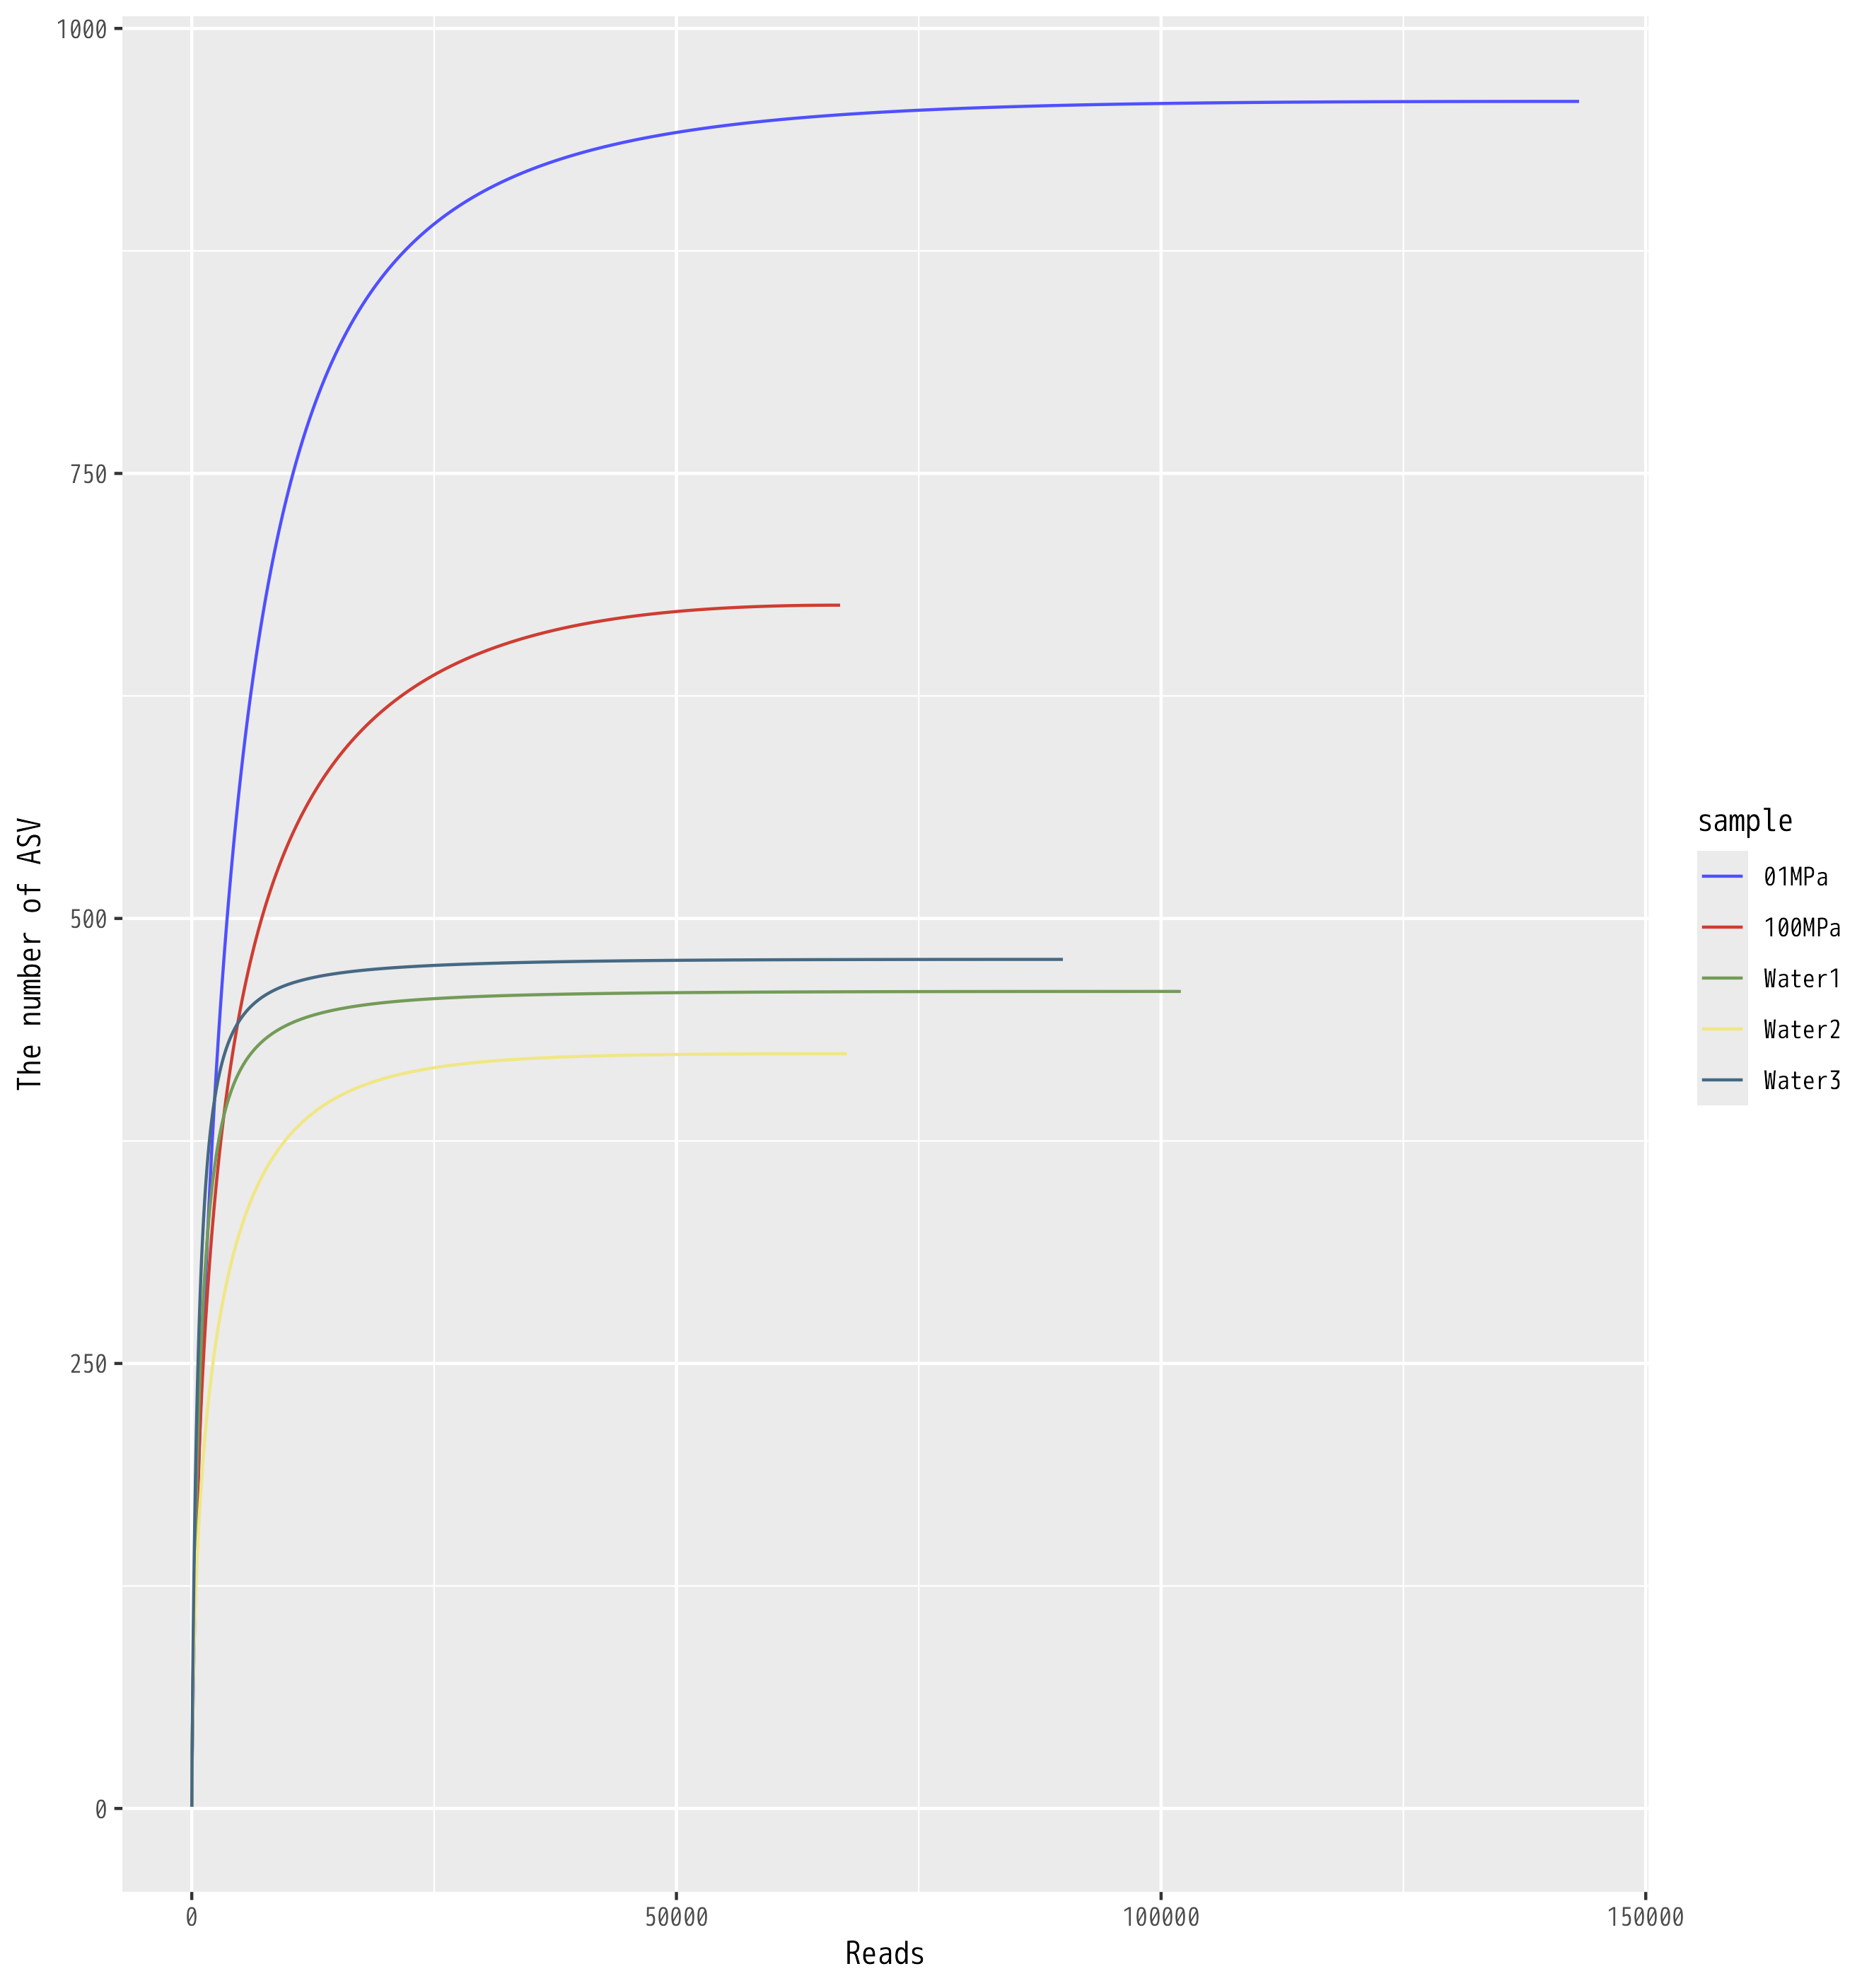 1000
750
500
250
0
The number of ASV
0
50000
100000
150000
Reads
sample
01MPa
100MPa
Water1
Water2
Water3